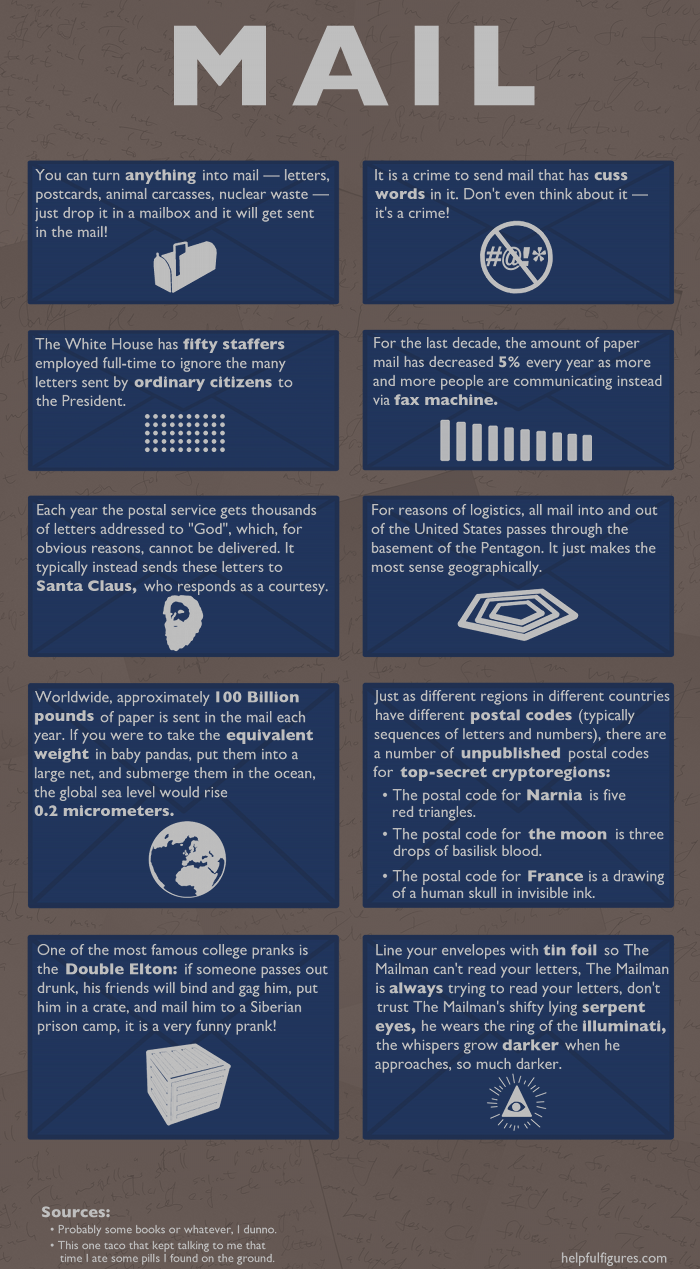 MAIL
You can turn anything into mail — letters,
postcards, animal carcasses, nuclear waste —
just drop it in a mailbox and it will get sent
in the mail!
It is a crime to send mail that has cuss
words in it. Don't even think about it —
it's a crime!
#@!*
The White House has fifty staffers
employed full-time to ignore the many
letters sent by ordinary citizens to
the President.
For the last decade, the amount of paper
mail has decreased 5% every year as more
and more people are communicating instead
via fax machine.
Each year the postal service gets thousands
of letters addressed to "God", which, for
obvious reasons, cannot be delivered. It
typically instead sends these letters to
Santa Claus, who responds as a courtesy.
For reasons of logistics, all mail into and out
of the United States passes through the
basement of the Pentagon. It just makes the
most sense geographically.
Worldwide, approximately 100 Billion
pounds of paper is sent in the mail each
year. If you were to take the equivalent
weight in baby pandas, put them into a
large net, and submerge them in the ocean,
the global sea level would rise
0.2 micrometers.
Just as different regions in different countries
have different postal codes (typically
sequences of letters and numbers), there are
a number of unpublished postal codes
for top-secret cryptoregions:
• The postal code for Narnia is five
red triangles.
• The postal code for the moon is three
drops of basilisk blood.
• The postal code for France is a drawing
of a human skull in invisible ink.
One of the most famous college pranks is
the Double Elton: if someone passes out
drunk, his friends will bind and gag him, put
him in a crate, and mail him to a Siberian
prison camp, it is a very funny prank!
Line your envelopes with tin foil so The
Mailman can't read your letters, The Mailman
is always trying to read your letters, don't
trust The Mailman's shifty lying serpent
eyes, he wears the ring of the illuminati,
the whispers grow darker when he
approaches, so much darker.
Sources:
• Probably some books or whatever, I dunno.
• This one taco that kept talking to me that
time I ate some pills I found on the ground.
helpfulfigures.com